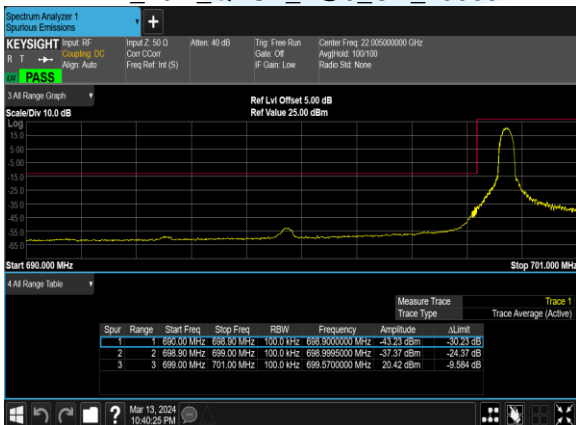 Spectrum Analyzer 1
Spurious Emissions
+
KEYSIGHT Input: RF Input Z: 50 Ω Atten: 40 dB Trig: Free Run Center Freq: 22.005000000 GHz
R T Coupling: DC Corr CCorr Gate: Off Avg|Hold: 100/100
Align: Auto Freq Ref: Int (S) IF Gain: Low Radio Std: None
PASS
3 All Range Graph
Ref Lvl Offset 5.00 dB
Scale/Div 10.0 dB Ref Value 25.00 dBm
Log
15.0
5.00
-5.00
-15.0
-25.0
-35.0
-45.0
-55.0
-65.0
Start 690.000 MHz Stop 701.000 MHz
4 All Range Table
Measure Trace Trace 1
Trace Type Trace Average (Active)
Spur Range Start Freq Stop Freq RBW Frequency Amplitude ΔLimit
1 1 690.00 MHz 698.90 MHz 100.0 kHz 698.9000000 MHz -43.23 dBm -30.23 dB
2 2 698.90 MHz 699.00 MHz 100.0 kHz 698.9995000 MHz -37.37 dBm -24.37 dB
3 3 699.00 MHz 701.00 MHz 100.0 kHz 699.5700000 MHz 20.42 dBm -9.584 dB
? Mar 13, 2024
10:40:25 PM